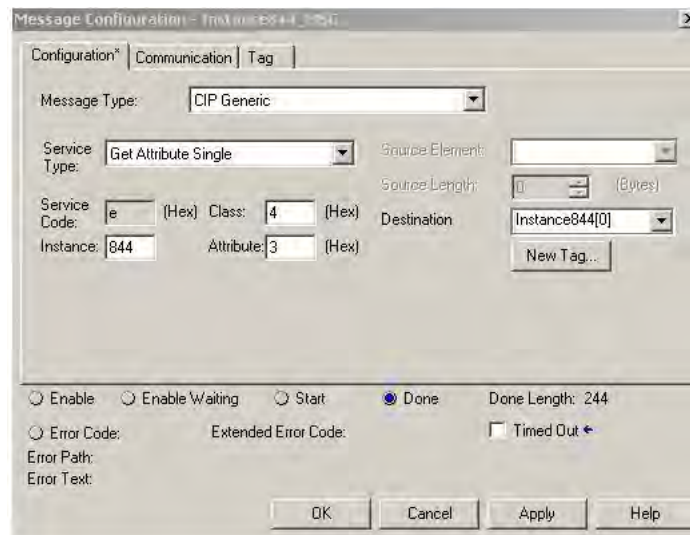 Message Configuration - Instance844_MSG
Configuration* Communication Tag
Message Type: CIP Generic
Service Type: Get Attribute Single
Source Element:
Source Length: 0 (Bytes)
Service Code: e (Hex) Class: 4 (Hex)
Destination Instance844[0]
Instance: 844 Attribute: 3 (Hex)
New Tag...
Enable Enable Waiting Start Done Done Length: 244
Error Code: Extended Error Code: Timed Out
Error Path:
Error Text:
OK Cancel Apply Help